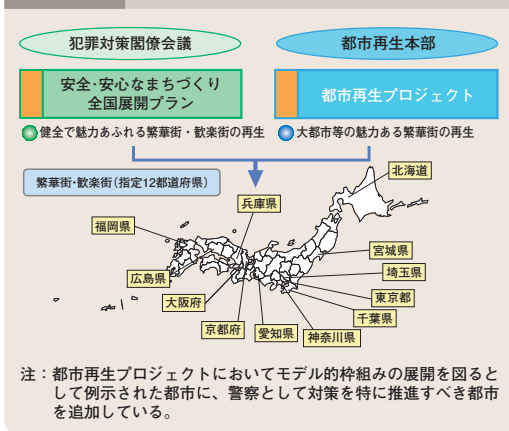 犯罪対策閣僚会議
都市再生本部
安全・安心なまちづくり
全国展開プラン
都市再生プロジェクト
健全で魅力あふれる繁華街・歓楽街の再生
大都市等の魅力ある繁華街の再生
繁華街・歓楽街(指定12都道府県)
北海道
兵庫県
福岡県
宮城県
広島県
埼玉県
大阪府
東京都
千葉県
京都府
愛知県
神奈川県
注:都市再生プロジェクトにおいてモデル的枠組みの展開を図ると
して例示された都市に、警察として対策を特に推進すべき都市
を追加している。